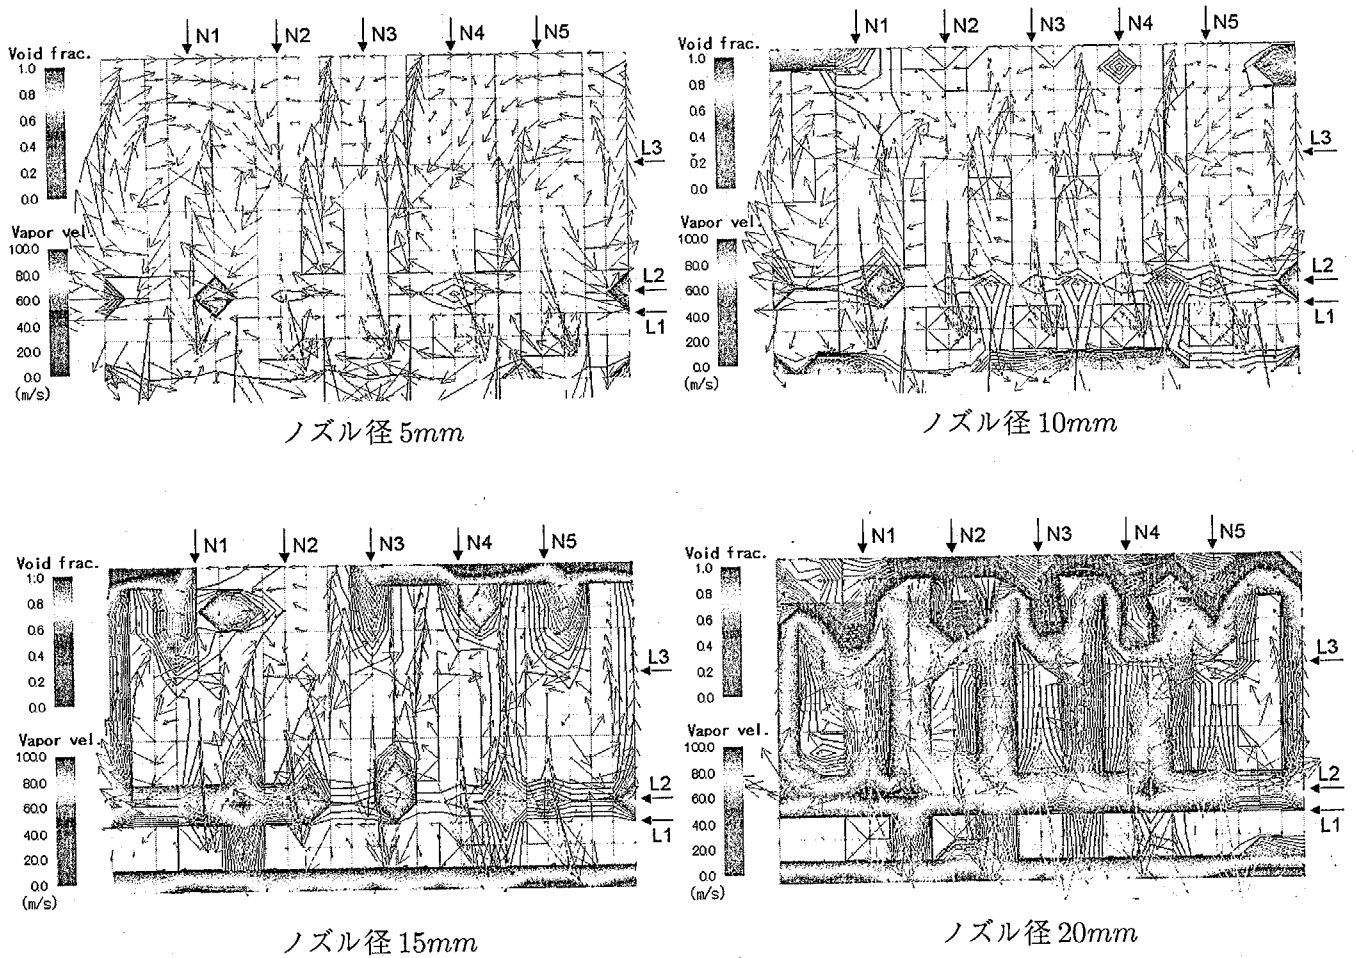 N1 N2 N3 N4 N5
Void frac.
1.0
0.8
0.6
0.4
0.2
0.0
L3
Vapor vel.
100.0
80.0
60.0
40.0
20.0
0.0
(m/s)
L2
L1
ノズル径 5mm
N1 N2 N3 N4 N5
Void frac.
1.0
0.8
0.6
0.4
0.2
0.0
L3
Vapor vel.
100.0
80.0
60.0
40.0
20.0
0.0
(m/s)
L2
L1
ノズル径 10mm
N1 N2 N3 N4 N5
Void frac.
1.0
0.8
0.6
0.4
0.2
0.0
L3
Vapor vel.
100.0
80.0
60.0
40.0
20.0
0.0
(m/s)
L2
L1
ノズル径 15mm
N1 N2 N3 N4 N5
Void frac.
1.0
0.8
0.6
0.4
0.2
0.0
L3
Vapor vel.
100.0
80.0
60.0
40.0
20.0
0.0
(m/s)
L2
L1
ノズル径 20mm